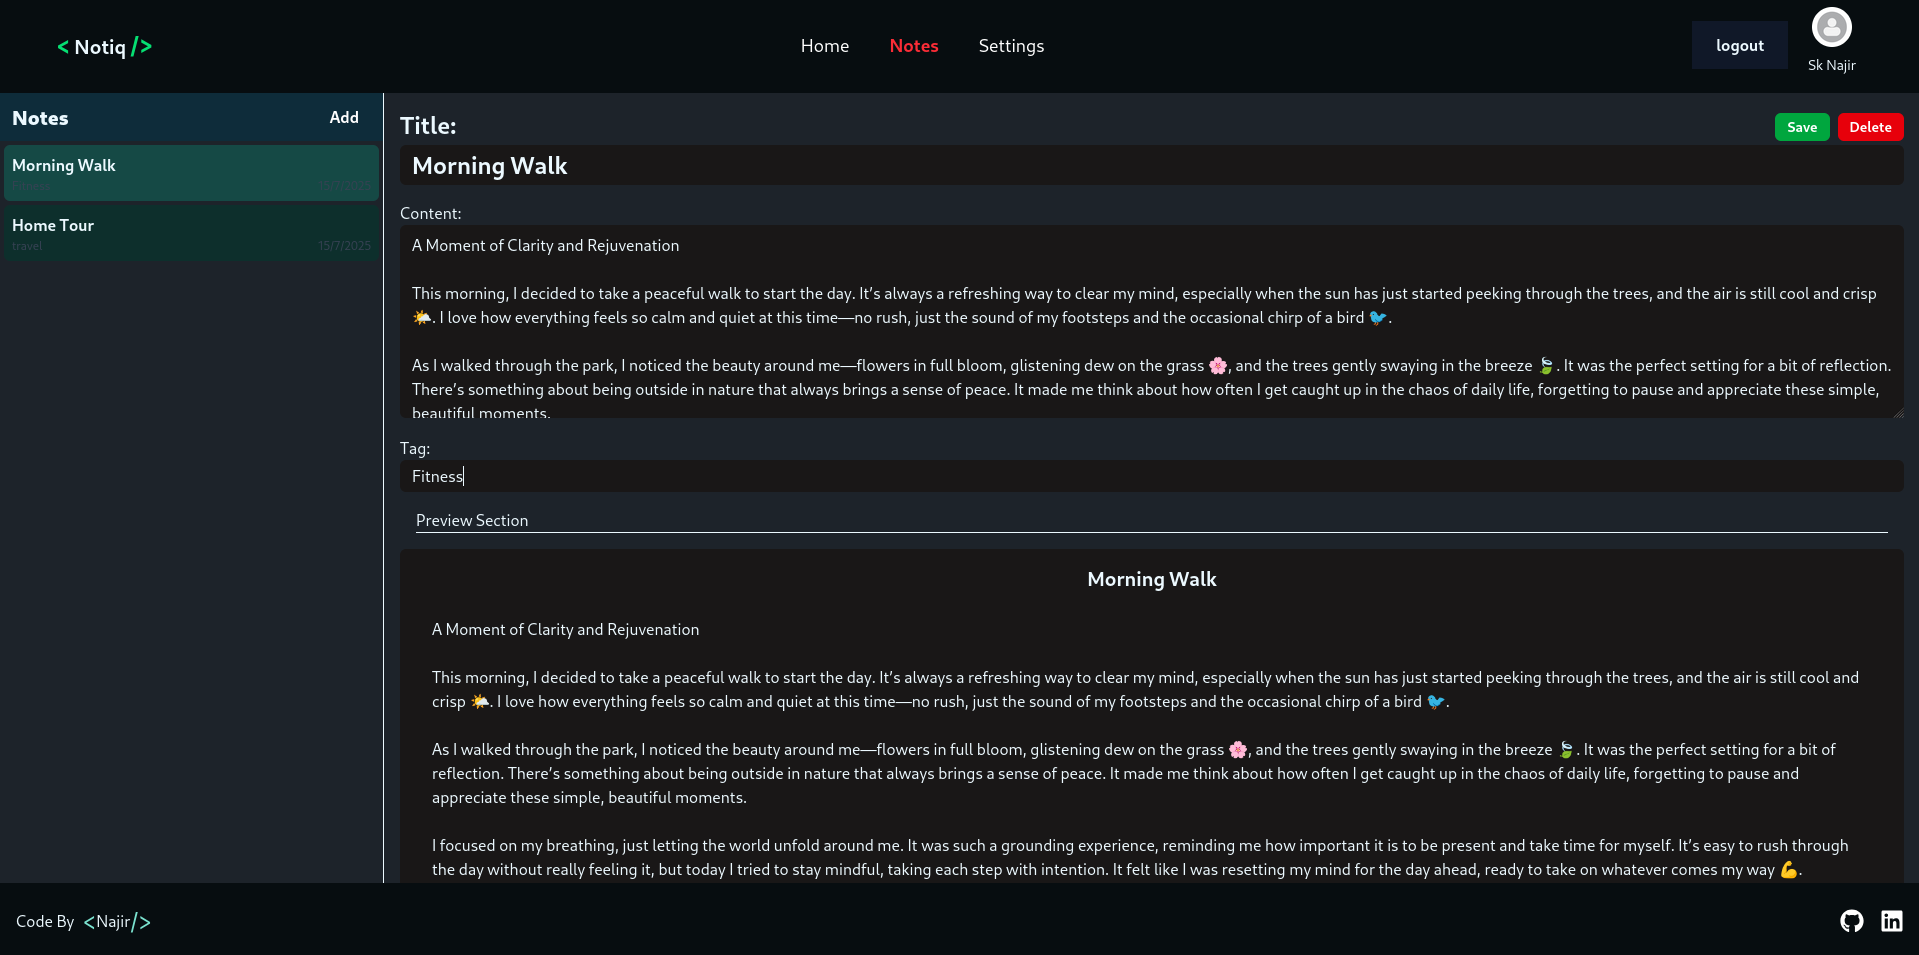 < Notiq />
Home Notes Settings
logout
Sk Najir
Notes Add
Morning Walk
Fitness 15/7/2025
Home Tour
travel 15/7/2025
Title:
Save Delete
Morning Walk
Content:
A Moment of Clarity and Rejuvenation
This morning, I decided to take a peaceful walk to start the day. It’s always a refreshing way to clear my mind, especially when the sun has just started peeking through the trees, and the air is still cool and crisp
🌤️. I love how everything feels so calm and quiet at this time—no rush, just the sound of my footsteps and the occasional chirp of a bird 🐦.
As I walked through the park, I noticed the beauty around me—flowers in full bloom, glistening dew on the grass 🌸, and the trees gently swaying in the breeze 🍃. It was the perfect setting for a bit of reflection.
There’s something about being outside in nature that always brings a sense of peace. It made me think about how often I get caught up in the chaos of daily life, forgetting to pause and appreciate these simple,
beautiful moments.
Tag:
Fitness
Preview Section
Morning Walk
A Moment of Clarity and Rejuvenation
This morning, I decided to take a peaceful walk to start the day. It’s always a refreshing way to clear my mind, especially when the sun has just started peeking through the trees, and the air is still cool and
crisp 🌤️. I love how everything feels so calm and quiet at this time—no rush, just the sound of my footsteps and the occasional chirp of a bird 🐦.
As I walked through the park, I noticed the beauty around me—flowers in full bloom, glistening dew on the grass 🌸, and the trees gently swaying in the breeze 🍃. It was the perfect setting for a bit of
reflection. There’s something about being outside in nature that always brings a sense of peace. It made me think about how often I get caught up in the chaos of daily life, forgetting to pause and
appreciate these simple, beautiful moments.
I focused on my breathing, just letting the world unfold around me. It was such a grounding experience, reminding me how important it is to be present and take time for myself. It’s easy to rush through
the day without really feeling it, but today I tried to stay mindful, taking each step with intention. It felt like I was resetting my mind for the day ahead, ready to take on whatever comes my way 💪.
Code By <Najir/>